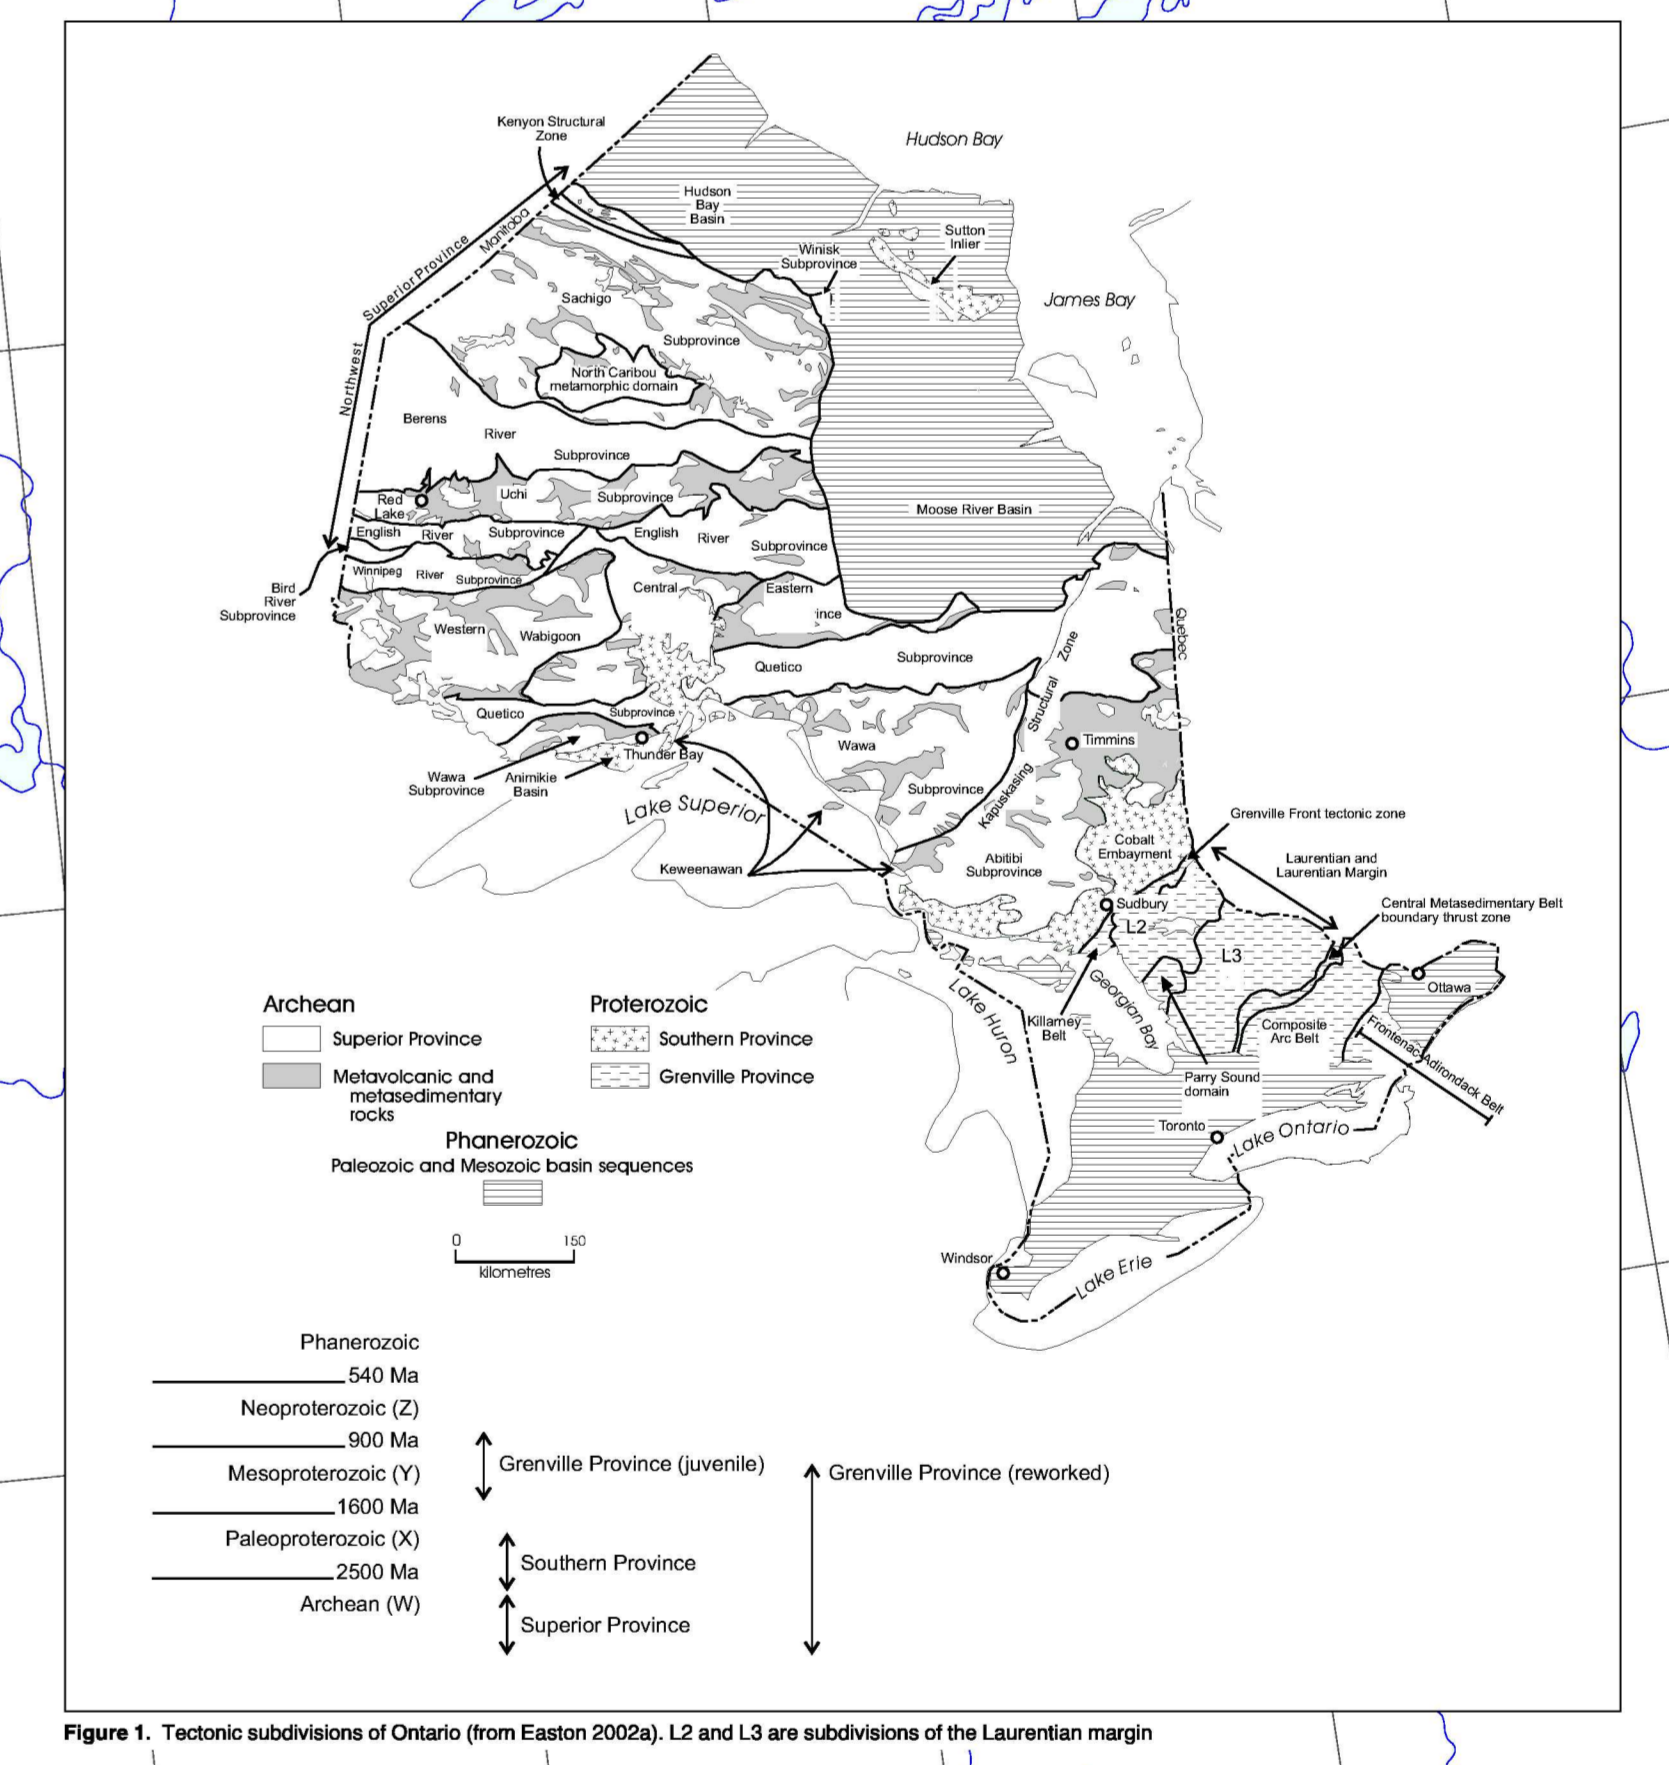 Kenyon Structural
Zone
Hudson Bay
Hudson
Bay
Basin
Manitoba
Superior Province
Northwest
Sutton
Inlier
Winisk
Subprovince
James Bay
Sachigo
Subprovince
North Caribou
metamorphic domain
Berens
River
Subprovince
Red
Lake
Uchi
Subprovince
Moose River Basin
English
River
Subprovince
English
River
Subprovince
Winnipeg
River
Subprovince
Bird
River
Subprovince
Central
Eastern
ince
Western
Wabigoon
Quebec
Quetico
Subprovince
Zone
Structural
Kapuskasing
Quetico
Subprovince
Timmins
Thunder Bay
Wawa
Subprovince
Wawa
Subprovince
Animikie
Basin
Lake Superior
Keweenawan
Grenville Front tectonic zone
Cobalt
Embayment
Abitibi
Subprovince
Laurentian and
Laurentian Margin
Sudbury
L2
L3
Central Metasedimentary Belt
boundary thrust zone
Ottawa
Georgian Bay
Lake Huron
Killarney
Belt
Composite
Arc Belt
Frontenac-Adirondack Belt
Parry Sound
domain
Toronto
Lake Ontario
Windsor
Lake Erie
Archean
Superior Province
Metavolcanic and
metasedimentary
rocks
Proterozoic
Southern Province
Grenville Province
Phanerozoic
Paleozoic and Mesozoic basin sequences
0 150
kilometres
Phanerozoic
540 Ma
Neoproterozoic (Z)
900 Ma
Mesoproterozoic (Y)
1600 Ma
Paleoproterozoic (X)
2500 Ma
Archean (W)
Grenville Province (juvenile)
Grenville Province (reworked)
Southern Province
Superior Province
Figure 1. Tectonic subdivisions of Ontario (from Easton 2002a). L2 and L3 are subdivisions of the Laurentian margin